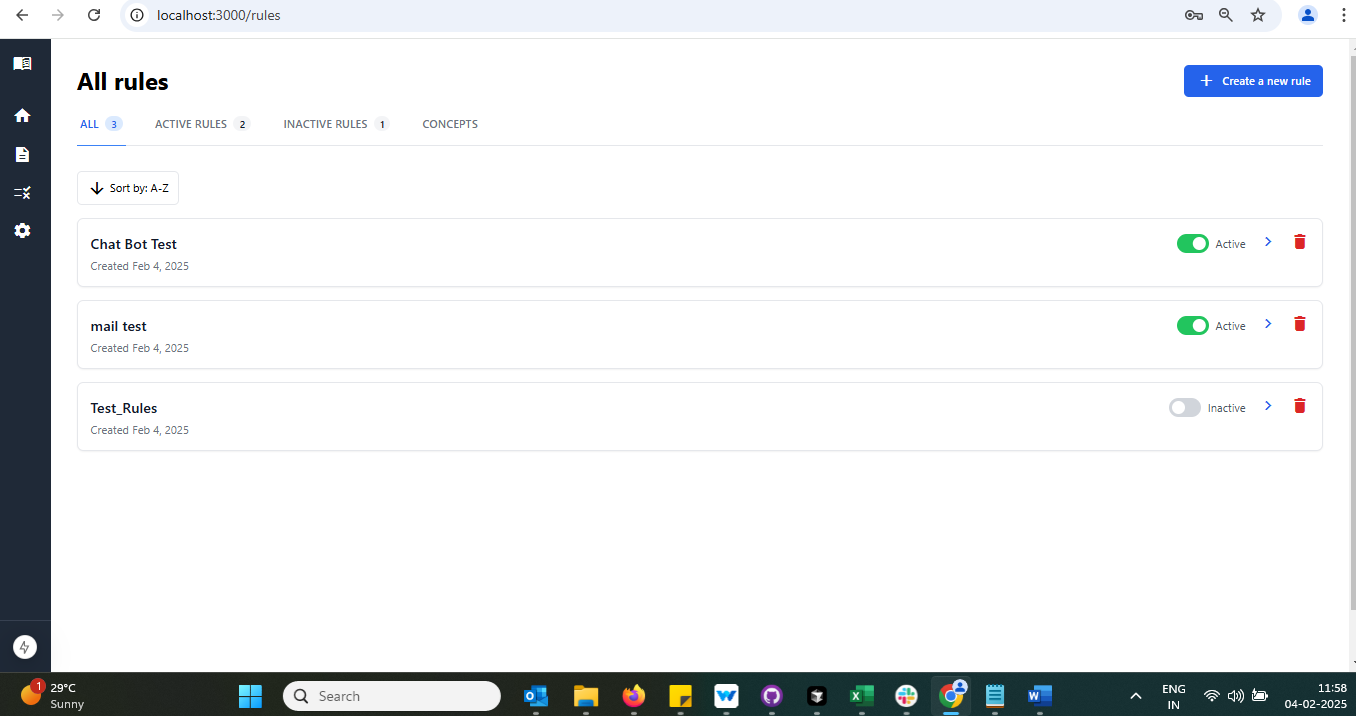 localhost:3000/rules
All rules
Create a new rule
ALL 3 ACTIVE RULES 2 INACTIVE RULES 1 CONCEPTS
Sort by: A-Z
Chat Bot Test
Active
Created Feb 4, 2025
mail test
Active
Created Feb 4, 2025
Test_Rules
Inactive
Created Feb 4, 2025
1
29°C
Sunny
Search
ENG
IN
11:58
04-02-2025